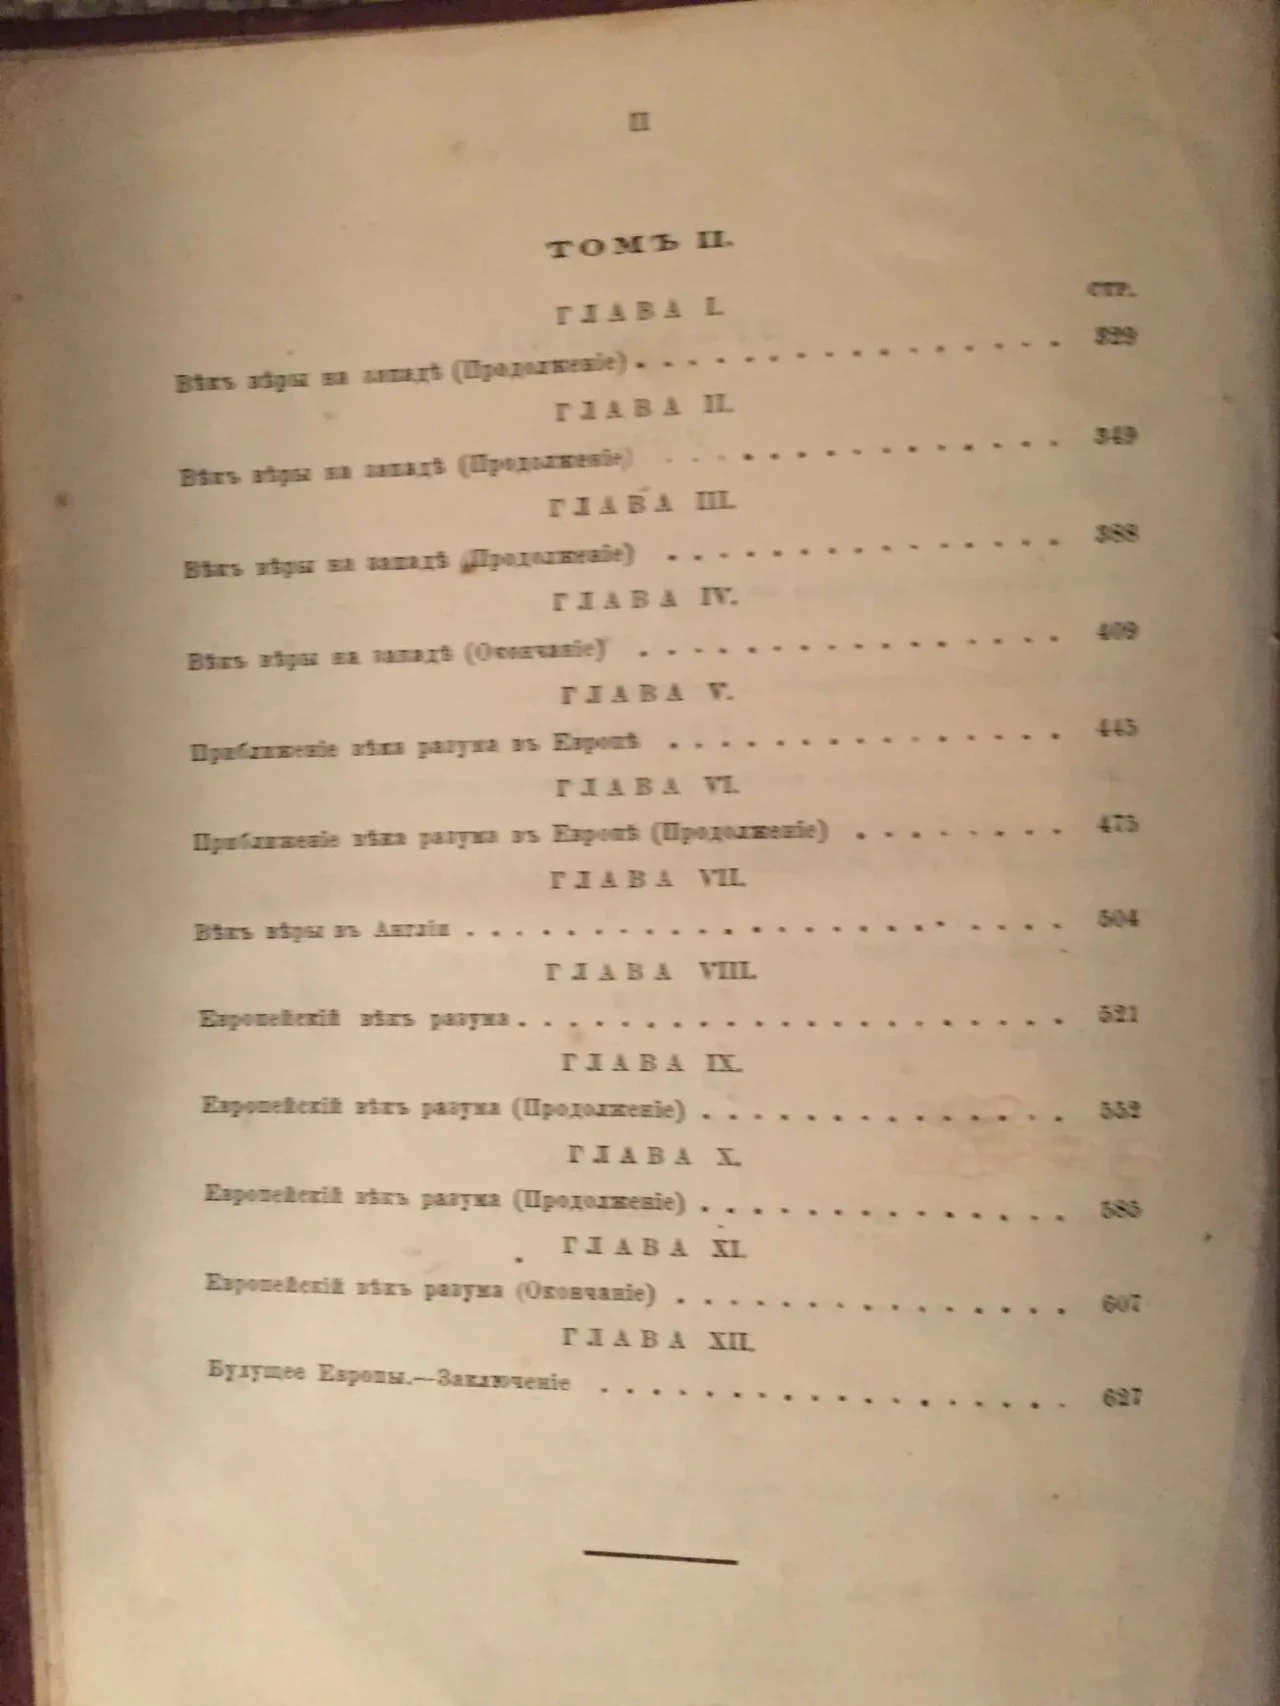 II
ТОМЪ II.
ГЛАВА I.
СТР.
Вѣкъ вѣры на западѣ (Продолженіе) . . . . . . . . . . . . . . . . 329
ГЛАВА II.
Вѣкъ вѣры на западѣ (Продолженіе) . . . . . . . . . . . . . . . 349
ГЛАВА III.
Вѣкъ вѣры на западѣ (Продолженіе) . . . . . . . . . . . . . . . 388
ГЛАВА IV.
Вѣкъ вѣры на западѣ (Окончаніе) . . . . . . . . . . . . . . . . 409
ГЛАВА V.
Приближеніе вѣка разума въ Европѣ . . . . . . . . . . . . . . . 445
ГЛАВА VI.
Приближеніе вѣка разума въ Европѣ (Продолженіе) . . . . . . . . 475
ГЛАВА VII.
Вѣкъ вѣры въ Англіи . . . . . . . . . . . . . . . . . . . . . . . 504
ГЛАВА VIII.
Европейскій вѣкъ разума . . . . . . . . . . . . . . . . . . . . . 521
ГЛАВА IX.
Европейскій вѣкъ разума (Продолженіе) . . . . . . . . . . . . . . 552
ГЛАВА X.
Европейскій вѣкъ разума (Продолженіе) . . . . . . . . . . . . . . 585
ГЛАВА XI.
Европейскій вѣкъ разума (Окончаніе) . . . . . . . . . . . . . . . 607
ГЛАВА XII.
Будущее Европы.—Заключеніе . . . . . . . . . . . . . . . . . . 627